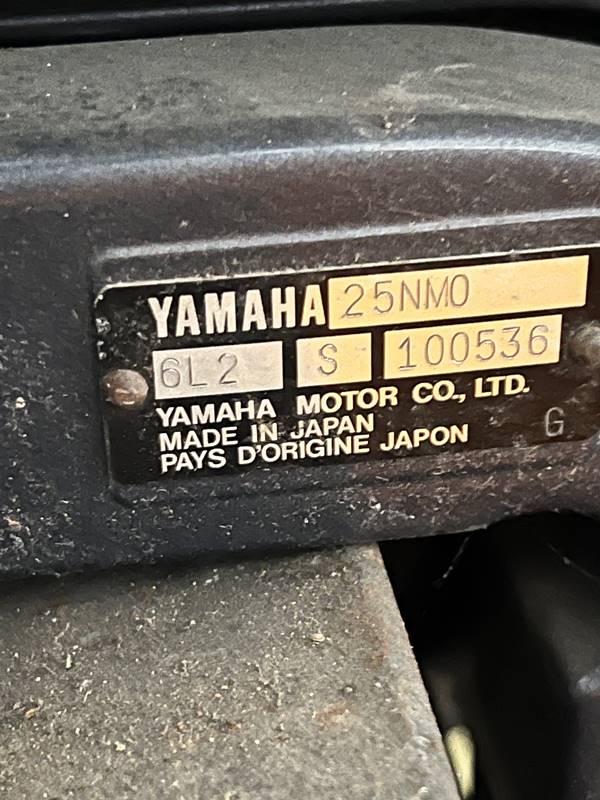 YAMAHA 25NMO
6L2 S 100536
YAMAHA MOTOR CO., LTD.
MADE IN JAPAN
PAYS D'ORIGINE JAPON G